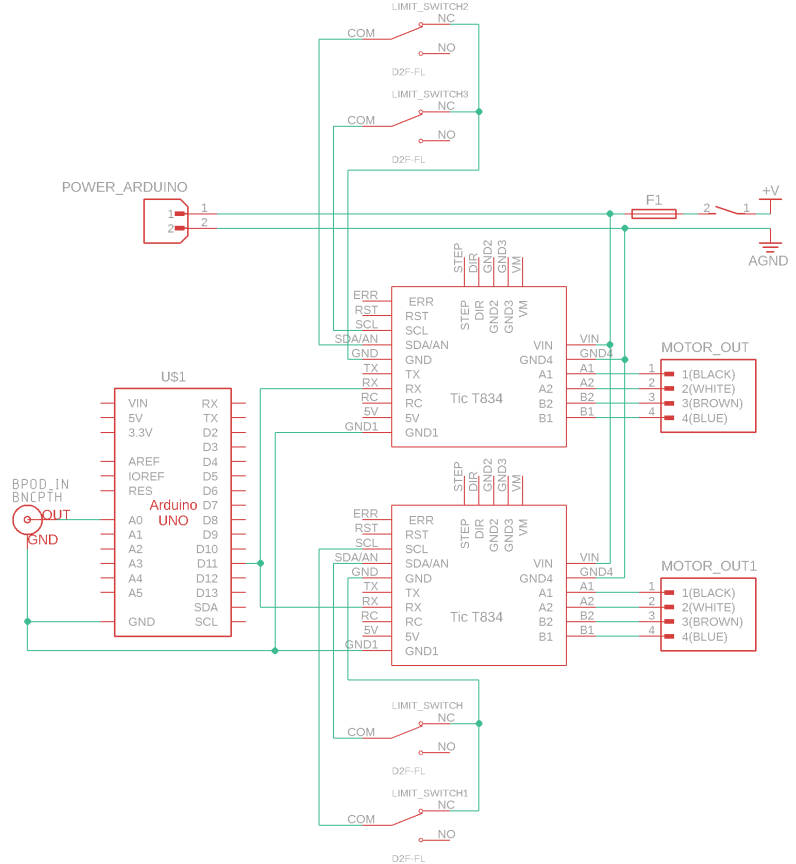 LIMIT_SWITCH2
NC
COM
NO
D2F-FL
LIMIT_SWITCH3
NC
COM
NO
D2F-FL
POWER_ARDUINO
1 1
2 2
F1
2 1
+V
AGND
STEP DIR GND2 GND3 VM
STEP DIR GND2 GND3 VM
ERR ERR
RST RST
SCL SCL
SDA/AN SDA/AN VIN VIN
GND GND GND4 GND4
TX TX A1 A1
RX RX A2 A2
RC RC B2 B2
5V 5V B1 B1
GND1 GND1
Tic T834
MOTOR_OUT
1 1(BLACK)
2 2(WHITE)
3 3(BROWN)
4 4(BLUE)
U$1
VIN RX
5V TX
3.3V D2
D3
AREF D4
IOREF D5
RES D6
D7
A0 D8
A1 D9
A2 D10
A3 D11
A4 D12
A5 D13
SDA
GND SCL
Arduino
UNO
BPOD_IN
BNCPTH
OUT
GND
STEP DIR GND2 GND3 VM
STEP DIR GND2 GND3 VM
ERR ERR
RST RST
SCL SCL
SDA/AN SDA/AN VIN VIN
GND GND GND4 GND4
TX TX A1 A1
RX RX A2 A2
RC RC B2 B2
5V 5V B1 B1
GND1 GND1
Tic T834
MOTOR_OUT1
1 1(BLACK)
2 2(WHITE)
3 3(BROWN)
4 4(BLUE)
LIMIT_SWITCH
NC
COM
NO
D2F-FL
LIMIT_SWITCH1
NC
COM
NO
D2F-FL